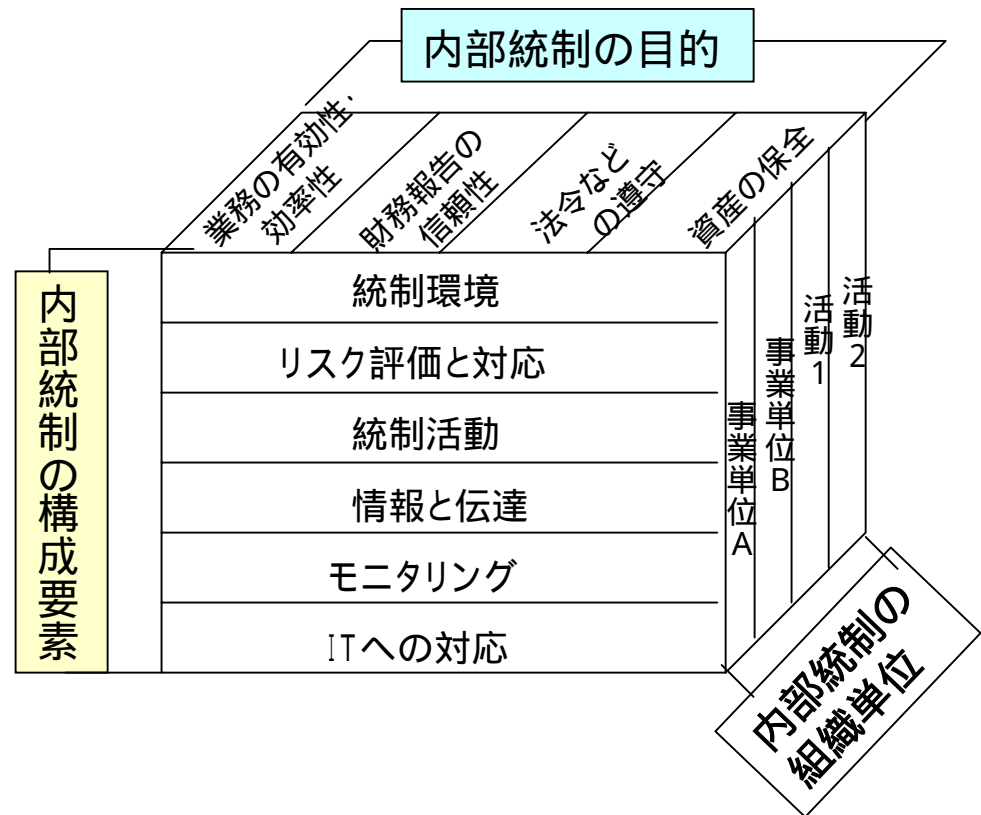 内部統制の目的
業務の有効性・
効率性
財務報告の
信頼性
法令など
の遵守
資産の保全
内部統制の構成要素
統制環境
リスク評価と対応
統制活動
情報と伝達
モニタリング
ITへの対応
事業単位A
事業単位B
活動1
活動2
内部統制の
組織単位